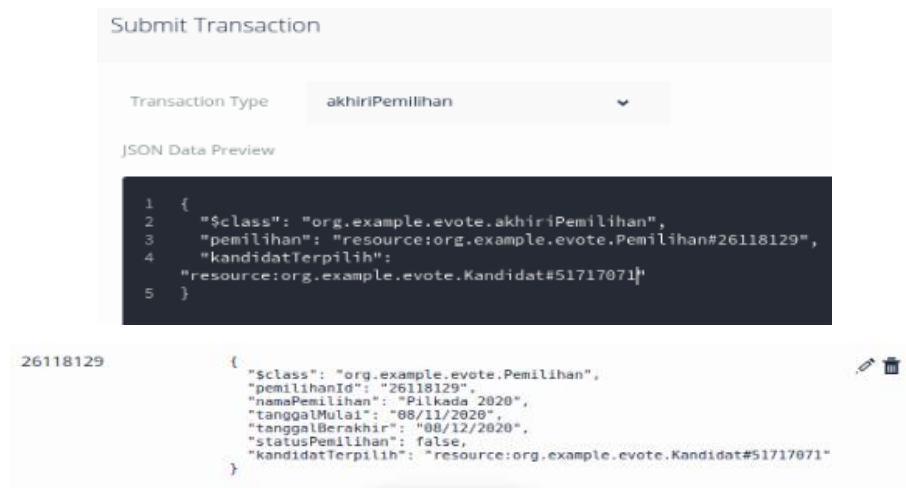 Submit Transaction
Transaction Type akhiriPemilihan
JSON Data Preview
1 {
2 "$class": "org.example.evote.akhiriPemilihan",
3 "pemilihan": "resource:org.example.evote.Pemilihan#26118129",
4 "kandidatTerpilih":
"resource:org.example.evote.Kandidat#51717071"
5 }
26118129 {
"$class": "org.example.evote.Pemilihan",
"pemilihanId": "26118129",
"namaPemilihan": "Pilkada 2020",
"tanggalMulai": "08/11/2020",
"tanggalBerakhir": "08/12/2020",
"statusPemilihan": false,
"kandidatTerpilih": "resource:org.example.evote.Kandidat#51717071"
}